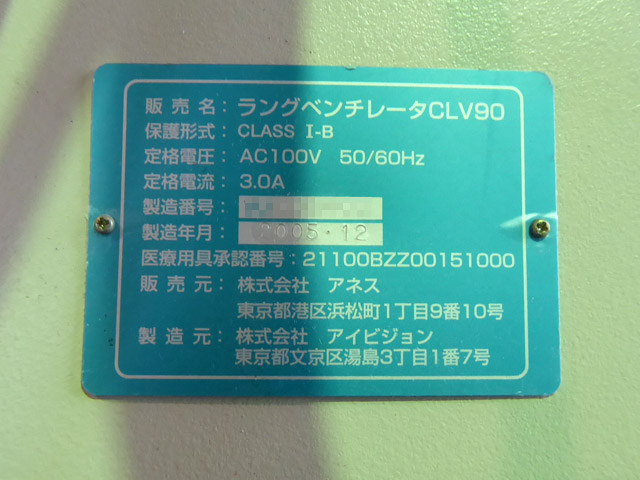 販売名：ラングベンチレータCLV90
保護形式：CLASS I-B
定格電圧：AC100V 50/60Hz
定格電流：3.0A
製造番号：
製造年月：2005・12
医療用具承認番号：21100BZZ00151000
販売元：株式会社 アネス
東京都港区浜松町1丁目9番10号
製造元：株式会社 アイビジョン
東京都文京区湯島3丁目1番7号